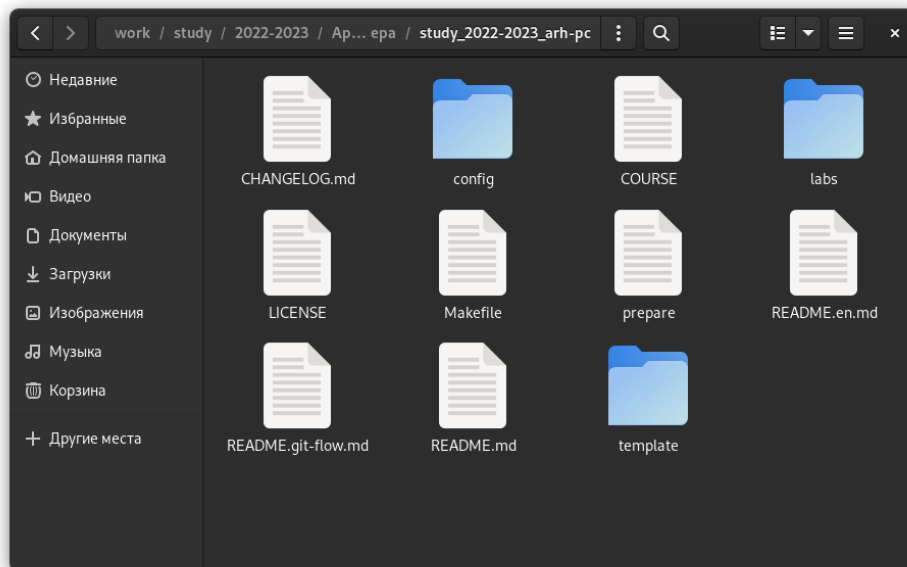 work / study / 2022-2023 / Ар... ера / study_2022-2023_arh-pc
Недавние
Избранные
Домашняя папка
Видео
Документы
Загрузки
Изображения
Музыка
Корзина
Другие места
CHANGELOG.md config COURSE labs
LICENSE Makefile prepare README.en.md
README.git-flow.md README.md template